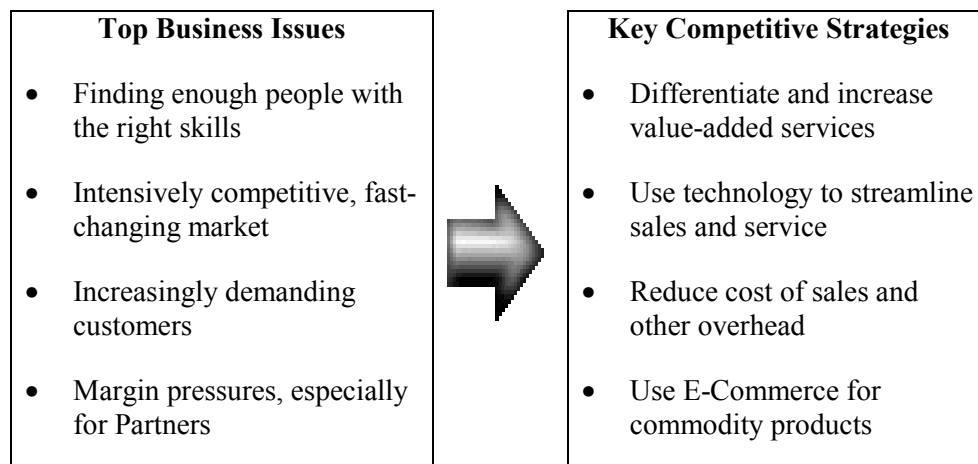 Top Business Issues
• Finding enough people with
the right skills
• Intensively competitive, fast-
changing market
• Increasingly demanding
customers
• Margin pressures, especially
for Partners
Key Competitive Strategies
• Differentiate and increase
value-added services
• Use technology to streamline
sales and service
• Reduce cost of sales and
other overhead
• Use E-Commerce for
commodity products